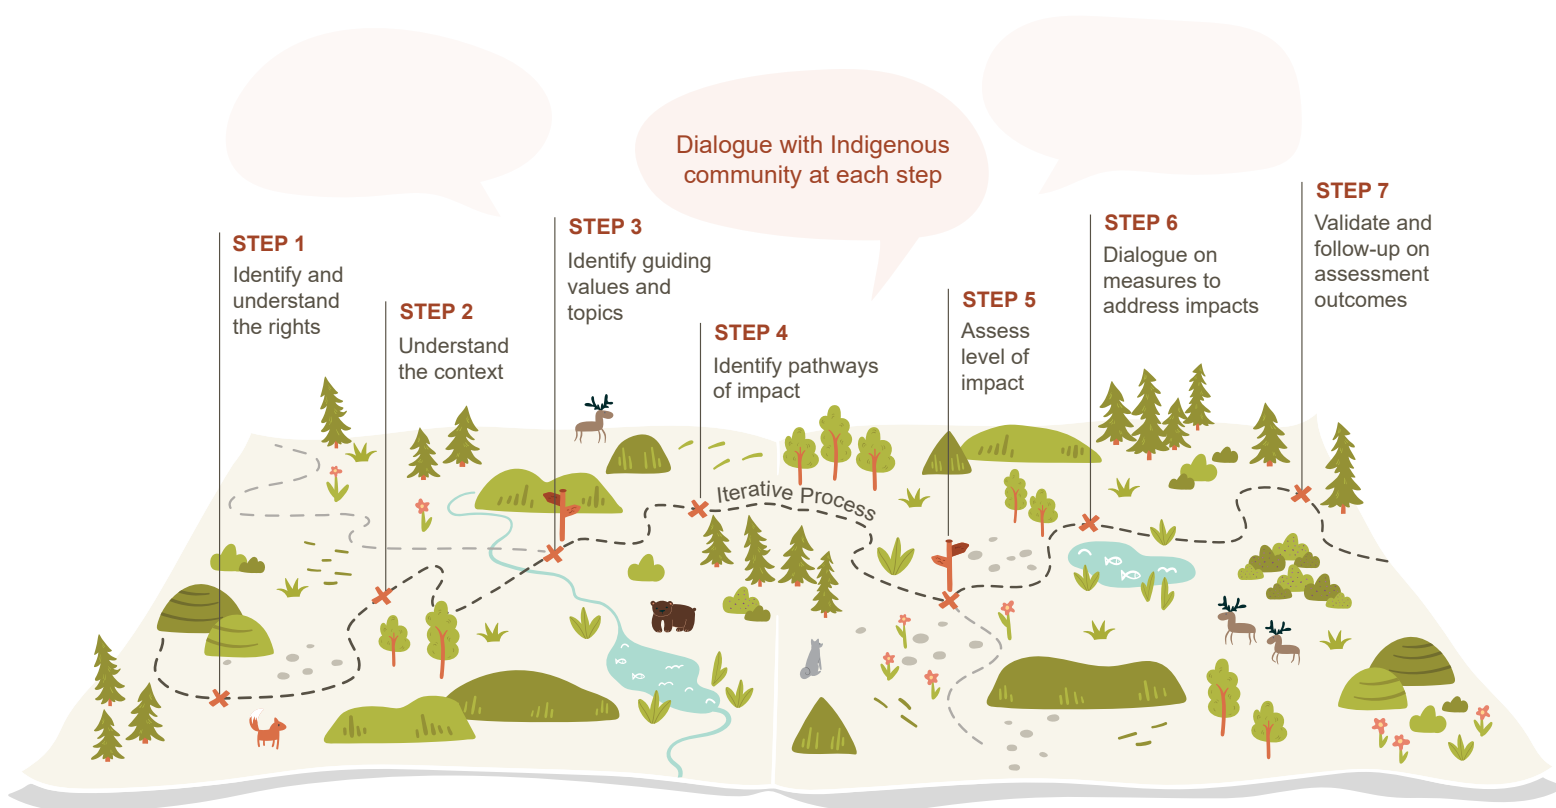 Dialogue with Indigenous
community at each step
STEP 1
Identify and
understand
the rights
STEP 2
Understand
the context
STEP 3
Identify guiding
values and
topics
STEP 4
Identify pathways
of impact
STEP 5
Assess
level of
impact
STEP 6
Dialogue on
measures to
address impacts
STEP 7
Validate and
follow-up on
assessment
outcomes
Iterative Process